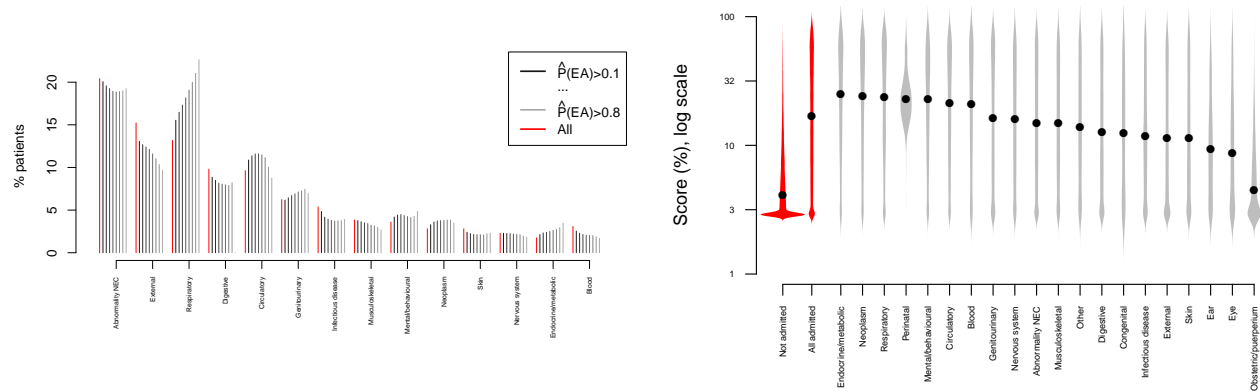 % patients
20
15
10
5
0
P̂(EA)>0.1
...
P̂(EA)>0.8
All
Abnormality NEC
External
Respiratory
Digestive
Circulatory
Genitourinary
Infectious disease
Musculoskeletal
Mental/behavioural
Neoplasm
Skin
Nervous system
Endocrine/metabolic
Blood
Score (%), log scale
100
32
10
3
1
Not admitted
All admitted
Endocrine/metabolic
Neoplasm
Respiratory
Perinatal
Mental/behavioural
Circulatory
Blood
Genitourinary
Nervous system
Abnormality NEC
Musculoskeletal
Other
Digestive
Congenital
Infectious disease
External
Skin
Ear
Eye
Obstetric/puerperium